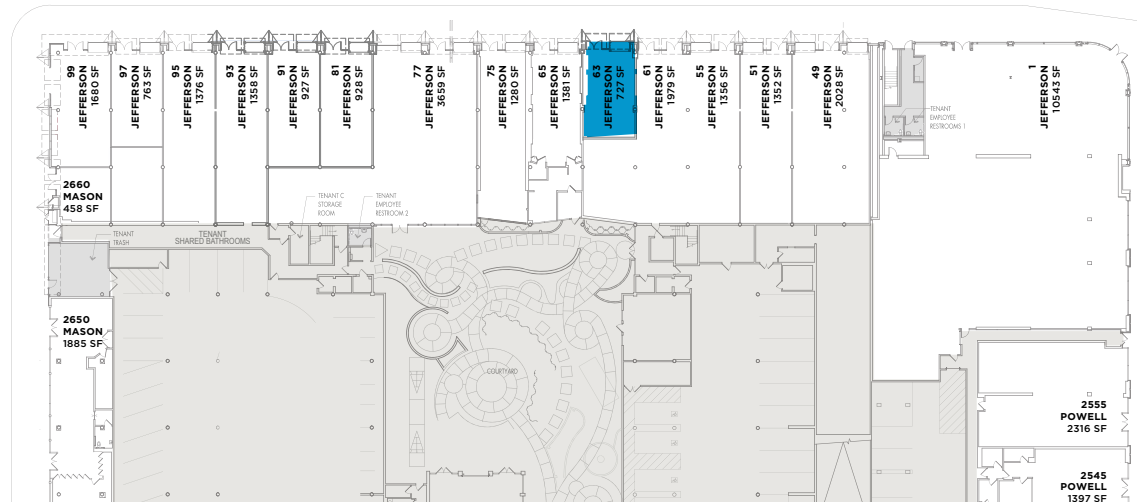 99
JEFFERSON
1680 SF
97
JEFFERSON
763 SF
95
JEFFERSON
1376 SF
93
JEFFERSON
1358 SF
91
JEFFERSON
927 SF
81
JEFFERSON
928 SF
77
JEFFERSON
3659 SF
75
JEFFERSON
1280 SF
65
JEFFERSON
1381 SF
63
JEFFERSON
727 SF
61
JEFFERSON
1979 SF
55
JEFFERSON
1356 SF
51
JEFFERSON
1352 SF
49
JEFFERSON
2028 SF
1
JEFFERSON
10543 SF
TENANT
EMPLOYEE
RESTROOMS 1
2660
MASON
458 SF
TENANT C
STORAGE
ROOM
TENANT
EMPLOYEE
RESTROOM 2
TENANT
TRASH
TENANT
SHARED BATHROOMS
2650
MASON
1885 SF
COURTYARD
2555
POWELL
2316 SF
2545
POWELL
1397 SF